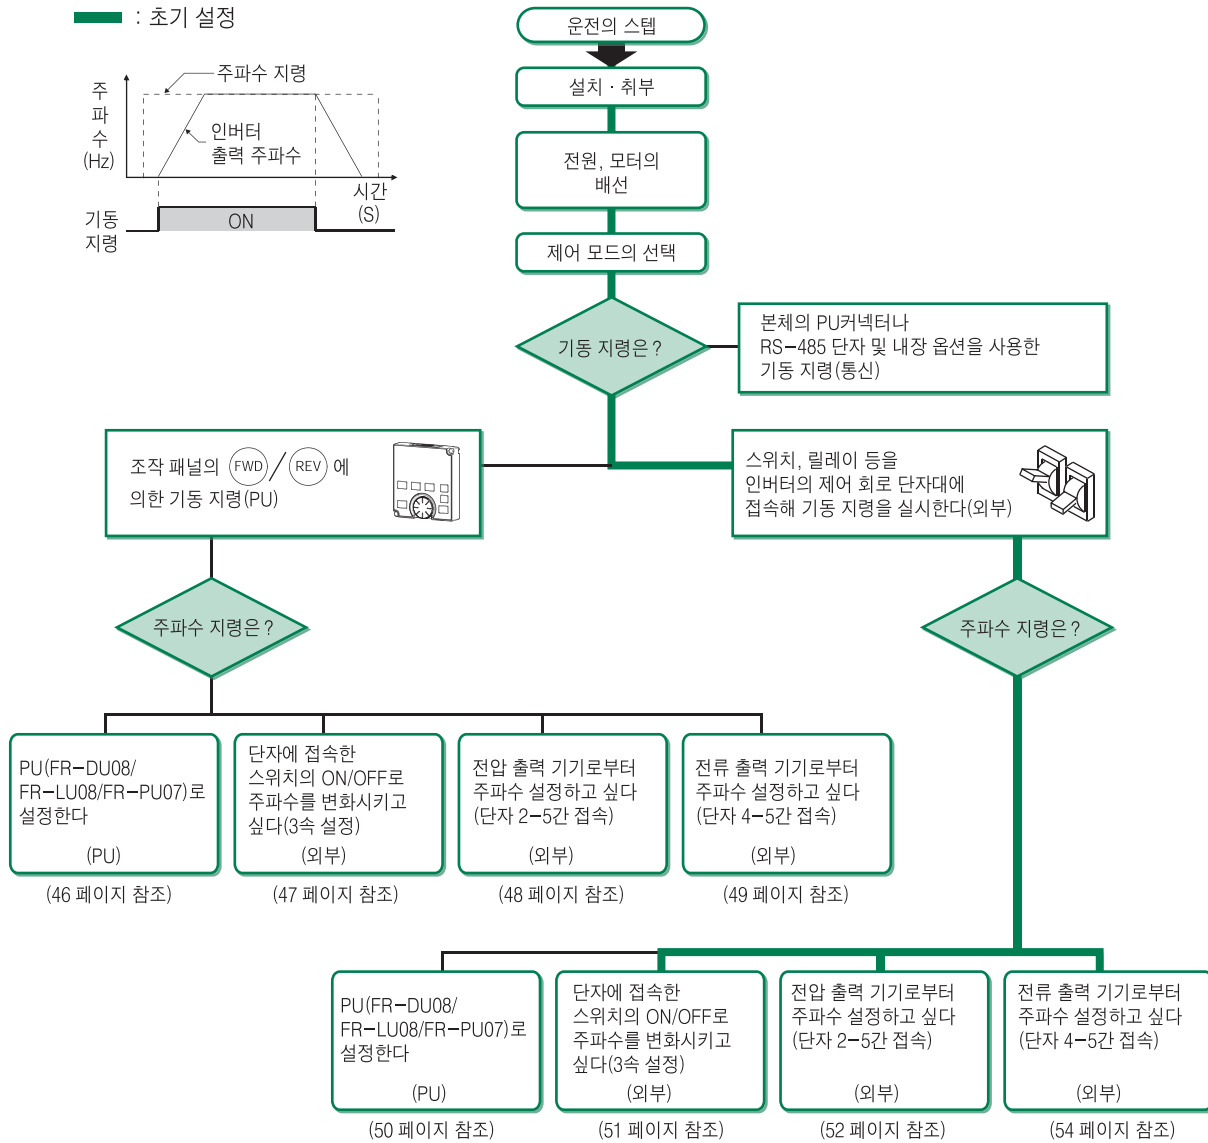 : 초기 설정
주파수 지령
주
파
수
(Hz)
인버터
출력 주파수
시간
(S)
기동
지령
ON
운전의 스텝
설치 · 취부
전원, 모터의
배선
제어 모드의 선택
기동 지령은?
본체의 PU커넥터나
RS-485 단자 및 내장 옵션을 사용한
기동 지령(통신)
조작 패널의 FWD / REV 에
의한 기동 지령(PU)
스위치, 릴레이 등을
인버터의 제어 회로 단자대에
접속해 기동 지령을 실시한다(외부)
주파수 지령은?
주파수 지령은?
PU(FR-DU08/
FR-LU08/FR-PU07)로
설정한다
(PU)
(46 페이지 참조)
단자에 접속한
스위치의 ON/OFF로
주파수를 변화시키고
싶다(3속 설정)
(외부)
(47 페이지 참조)
전압 출력 기기로부터
주파수 설정하고 싶다
(단자 2-5간 접속)
(외부)
(48 페이지 참조)
전류 출력 기기로부터
주파수 설정하고 싶다
(단자 4-5간 접속)
(외부)
(49 페이지 참조)
PU(FR-DU08/
FR-LU08/FR-PU07)로
설정한다
(PU)
(50 페이지 참조)
단자에 접속한
스위치의 ON/OFF로
주파수를 변화시키고
싶다(3속 설정)
(외부)
(51 페이지 참조)
전압 출력 기기로부터
주파수 설정하고 싶다
(단자 2-5간 접속)
(외부)
(52 페이지 참조)
전류 출력 기기로부터
주파수 설정하고 싶다
(단자 4-5간 접속)
(외부)
(54 페이지 참조)